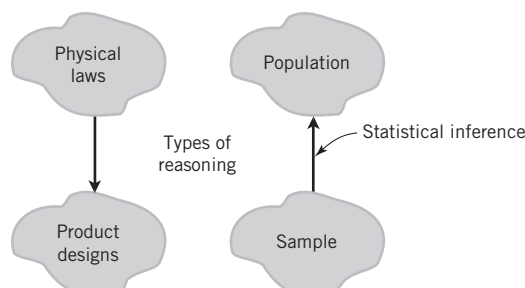 Physical
laws
Population
Types of
reasoning
Statistical inference
Product
designs
Sample